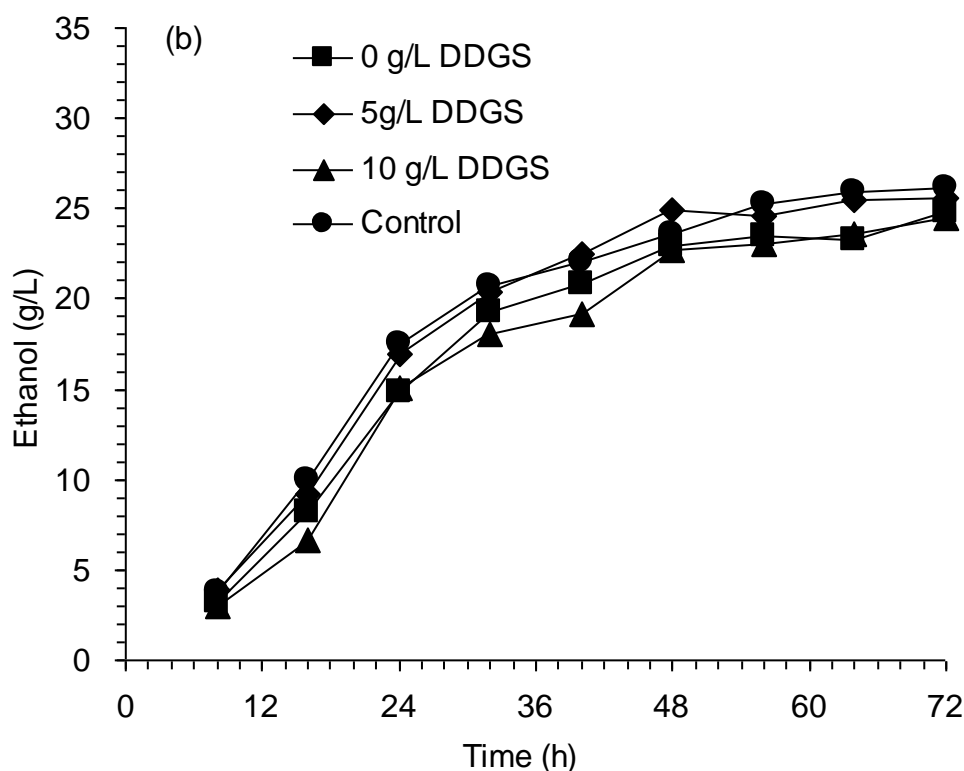 (b)
0 g/L DDGS
5g/L DDGS
10 g/L DDGS
Control
35
30
25
20
15
10
5
0
Ethanol (g/L)
0 12 24 36 48 60 72
Time (h)